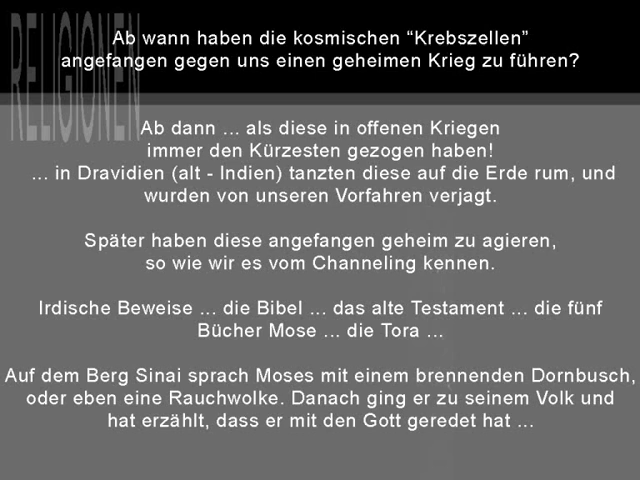 RELIGIONEN
Ab wann haben die kosmischen “Krebszellen”
angefangen gegen uns einen geheimen Krieg zu führen?
Ab dann ... als diese in offenen Kriegen
immer den Kürzesten gezogen haben!
... in Dravidien (alt - Indien) tanzten diese auf die Erde rum, und
wurden von unseren Vorfahren verjagt.
Später haben diese angefangen geheim zu agieren,
so wie wir es vom Channeling kennen.
Irdische Beweise ... die Bibel ... das alte Testament ... die fünf
Bücher Mose ... die Tora ...
Auf dem Berg Sinai sprach Moses mit einem brennenden Dornbusch,
oder eben eine Rauchwolke. Danach ging er zu seinem Volk und
hat erzählt, dass er mit den Gott geredet hat ...